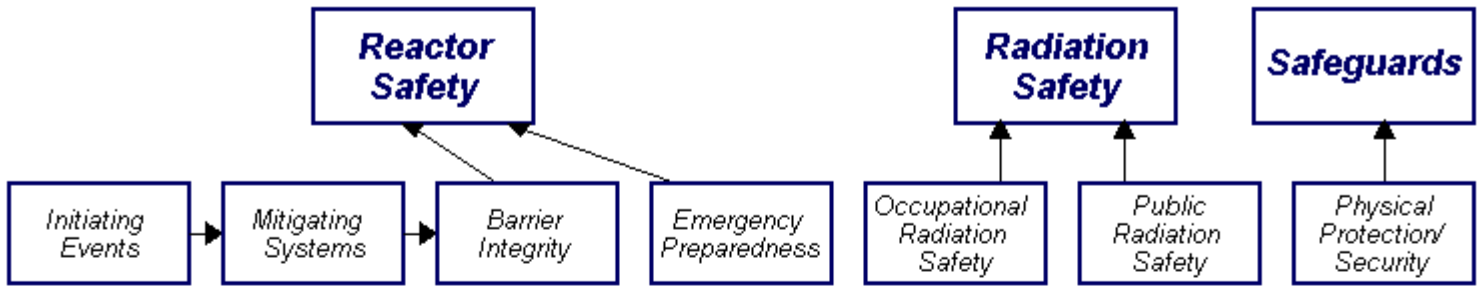 Reactor
Safety
Radiation
Safety
Safeguards
Initiating
Events
Mitigating
Systems
Barrier
Integrity
Emergency
Preparedness
Occupational
Radiation
Safety
Public
Radiation
Safety
Physical
Protection/
Security